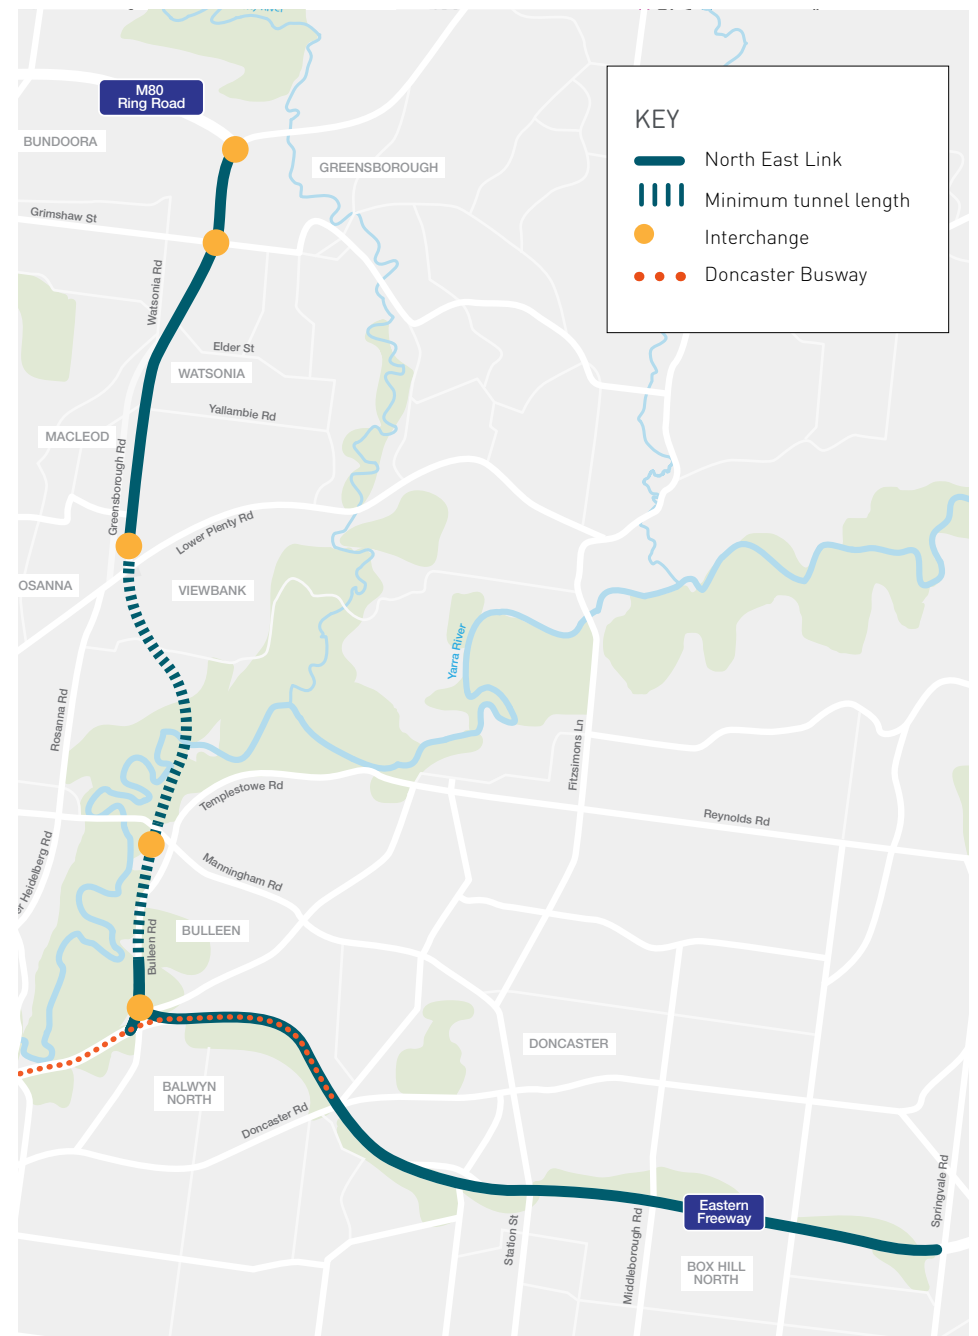 M80
Ring Road
BUNDOORA
GREENSBOROUGH
KEY
North East Link
Minimum tunnel length
Interchange
Doncaster Busway
Grimshaw St
Watsonia Rd
Elder St
WATSONIA
Yallambie Rd
MACLEOD
Greensborough Rd
Lower Plenty Rd
OSANNA
VIEWBANK
Yarra River
Rosanna Rd
Fitzsimons Ln
Templestowe Rd
Reynolds Rd
er Heidelberg Rd
Manningham Rd
BULLEEN
Bulleen Rd
DONCASTER
BALWYN
NORTH
Doncaster Rd
Springvale Rd
Eastern
Freeway
Station St
Middleborough Rd
BOX HILL
NORTH